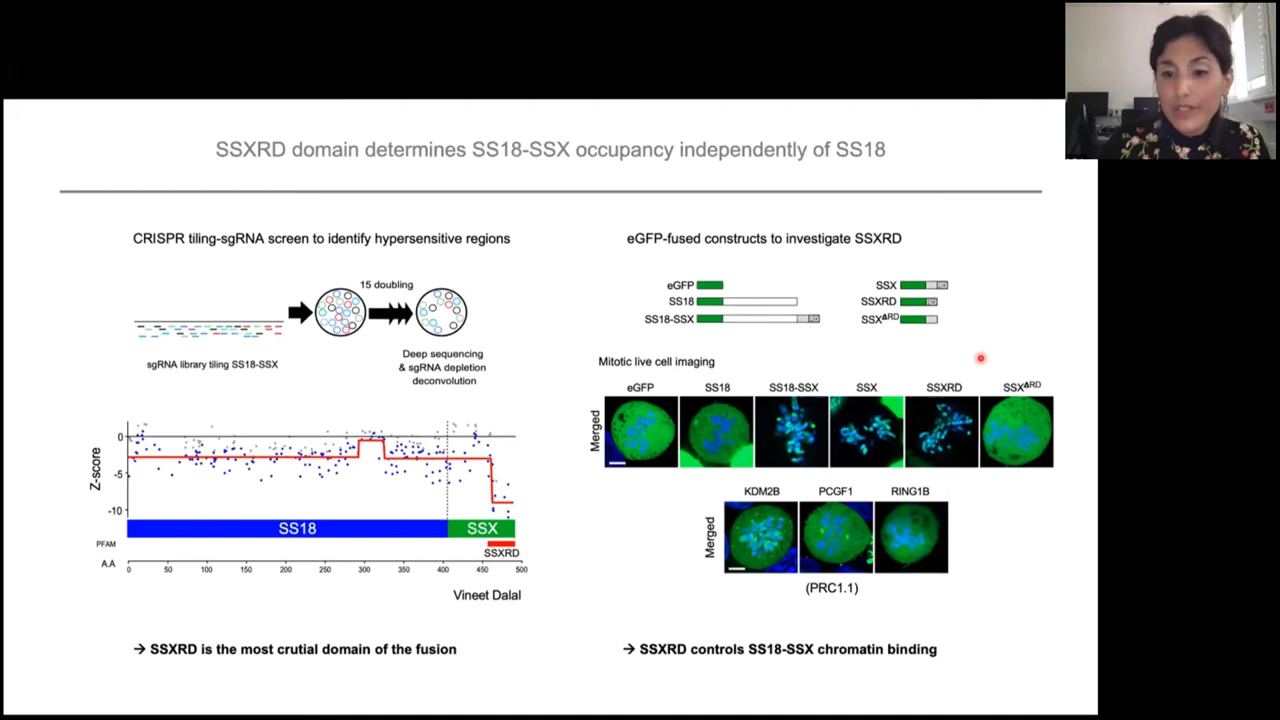 SSXRD domain determines SS18-SSX occupancy independently of SS18
CRISPR tiling-sgRNA screen to identify hypersensitive regions
15 doubling
sgRNA library tiling SS18-SSX
Deep sequencing
& sgRNA depletion
deconvolution
Z-score
0
-5
-10
SS18
SSX
PFAM
SSXRD
A.A
0
50
100
150
200
250
300
350
400
450
500
Vineet Dalal
→ SSXRD is the most crutial domain of the fusion
eGFP-fused constructs to investigate SSXRD
eGFP
SS18
SS18-SSX
SSX
SSXRD
SSXΔRD
Mitotic live cell imaging
eGFP SS18 SS18-SSX SSX SSXRD SSXΔRD
Merged
KDM2B PCGF1 RING1B
Merged
(PRC1.1)
→ SSXRD controls SS18-SSX chromatin binding